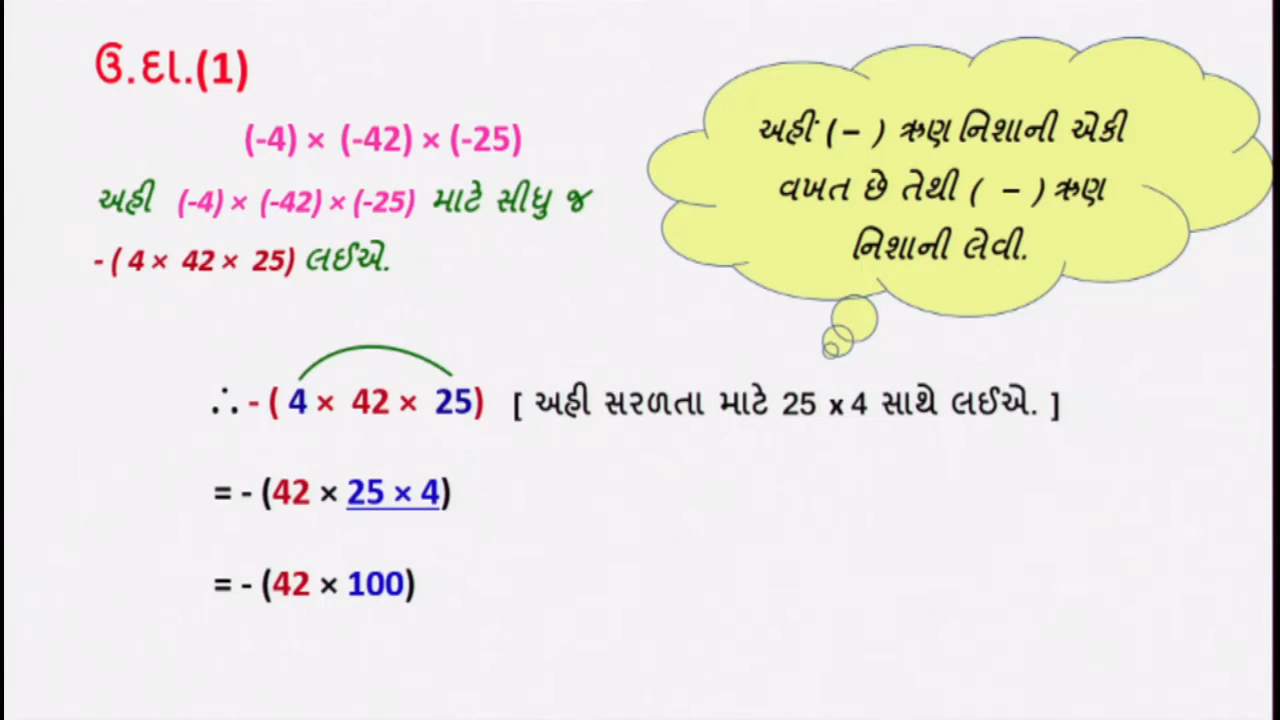 ઉ.દા.(1)
(-4) × (-42) × (-25)
અહી (-4) × (-42) × (-25) માટે સીધુ જ
- ( 4 × 42 × 25) લઈએ.
અહીં (– ) ઋણ નિશાની એકી
વખત છે તેથી ( – ) ઋણ
નિશાની લેવી.
∴ - ( 4 × 42 × 25) [ અહી સરળતા માટે 25 x 4 સાથે લઈએ. ]
= - (42 × 25 × 4)
= - (42 × 100)